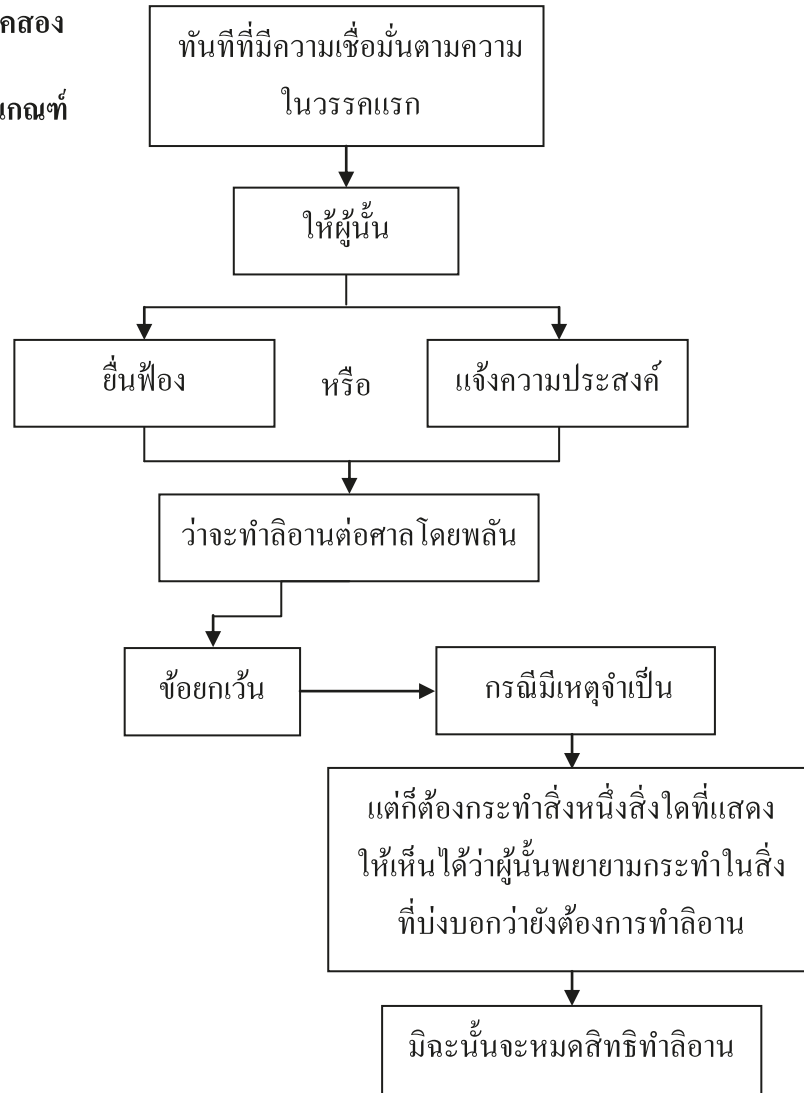 คสอง
ทันทีที่มีความเชื่อมั่นตามความ
ในวรรคแรก
นกณฑ์
ให้ผู้นั้น
ยื่นฟ้อง
หรือ
แจ้งความประสงค์
ว่าจะทำลิอานต่อศาลโดยพลัน
ข้อยกเว้น
กรณีมีเหตุจำเป็น
แต่ก็ต้องกระทำสิ่งหนึ่งสิ่งใดที่แสดง
ให้เห็นได้ว่าผู้นั้นพยายามกระทำในสิ่ง
ที่บ่งบอกว่ายังต้องการทำลิอาน
มิฉะนั้นจะหมดสิทธิทำลิอาน